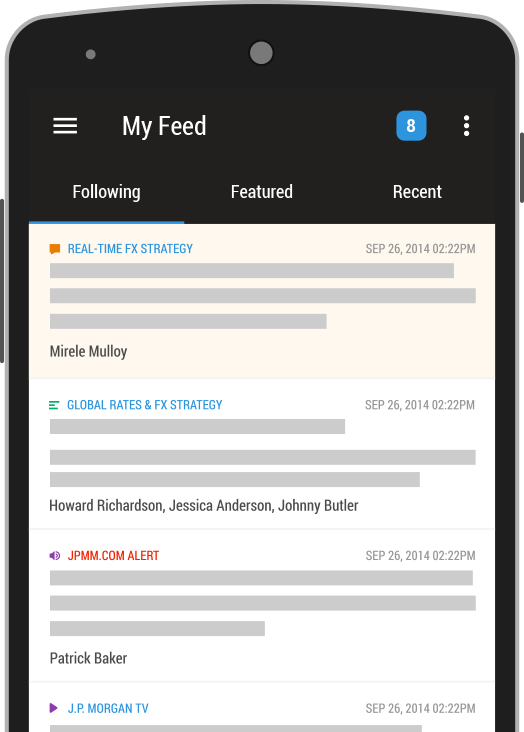 My Feed
8
Following
Featured
Recent
REAL-TIME FX STRATEGY
SEP 26, 2014 02:22PM
Mirele Mulloy
GLOBAL RATES & FX STRATEGY
SEP 26, 2014 02:22PM
Howard Richardson, Jessica Anderson, Johnny Butler
JPMM.COM ALERT
SEP 26, 2014 02:22PM
Patrick Baker
J.P. MORGAN TV
SEP 26, 2014 02:22PM